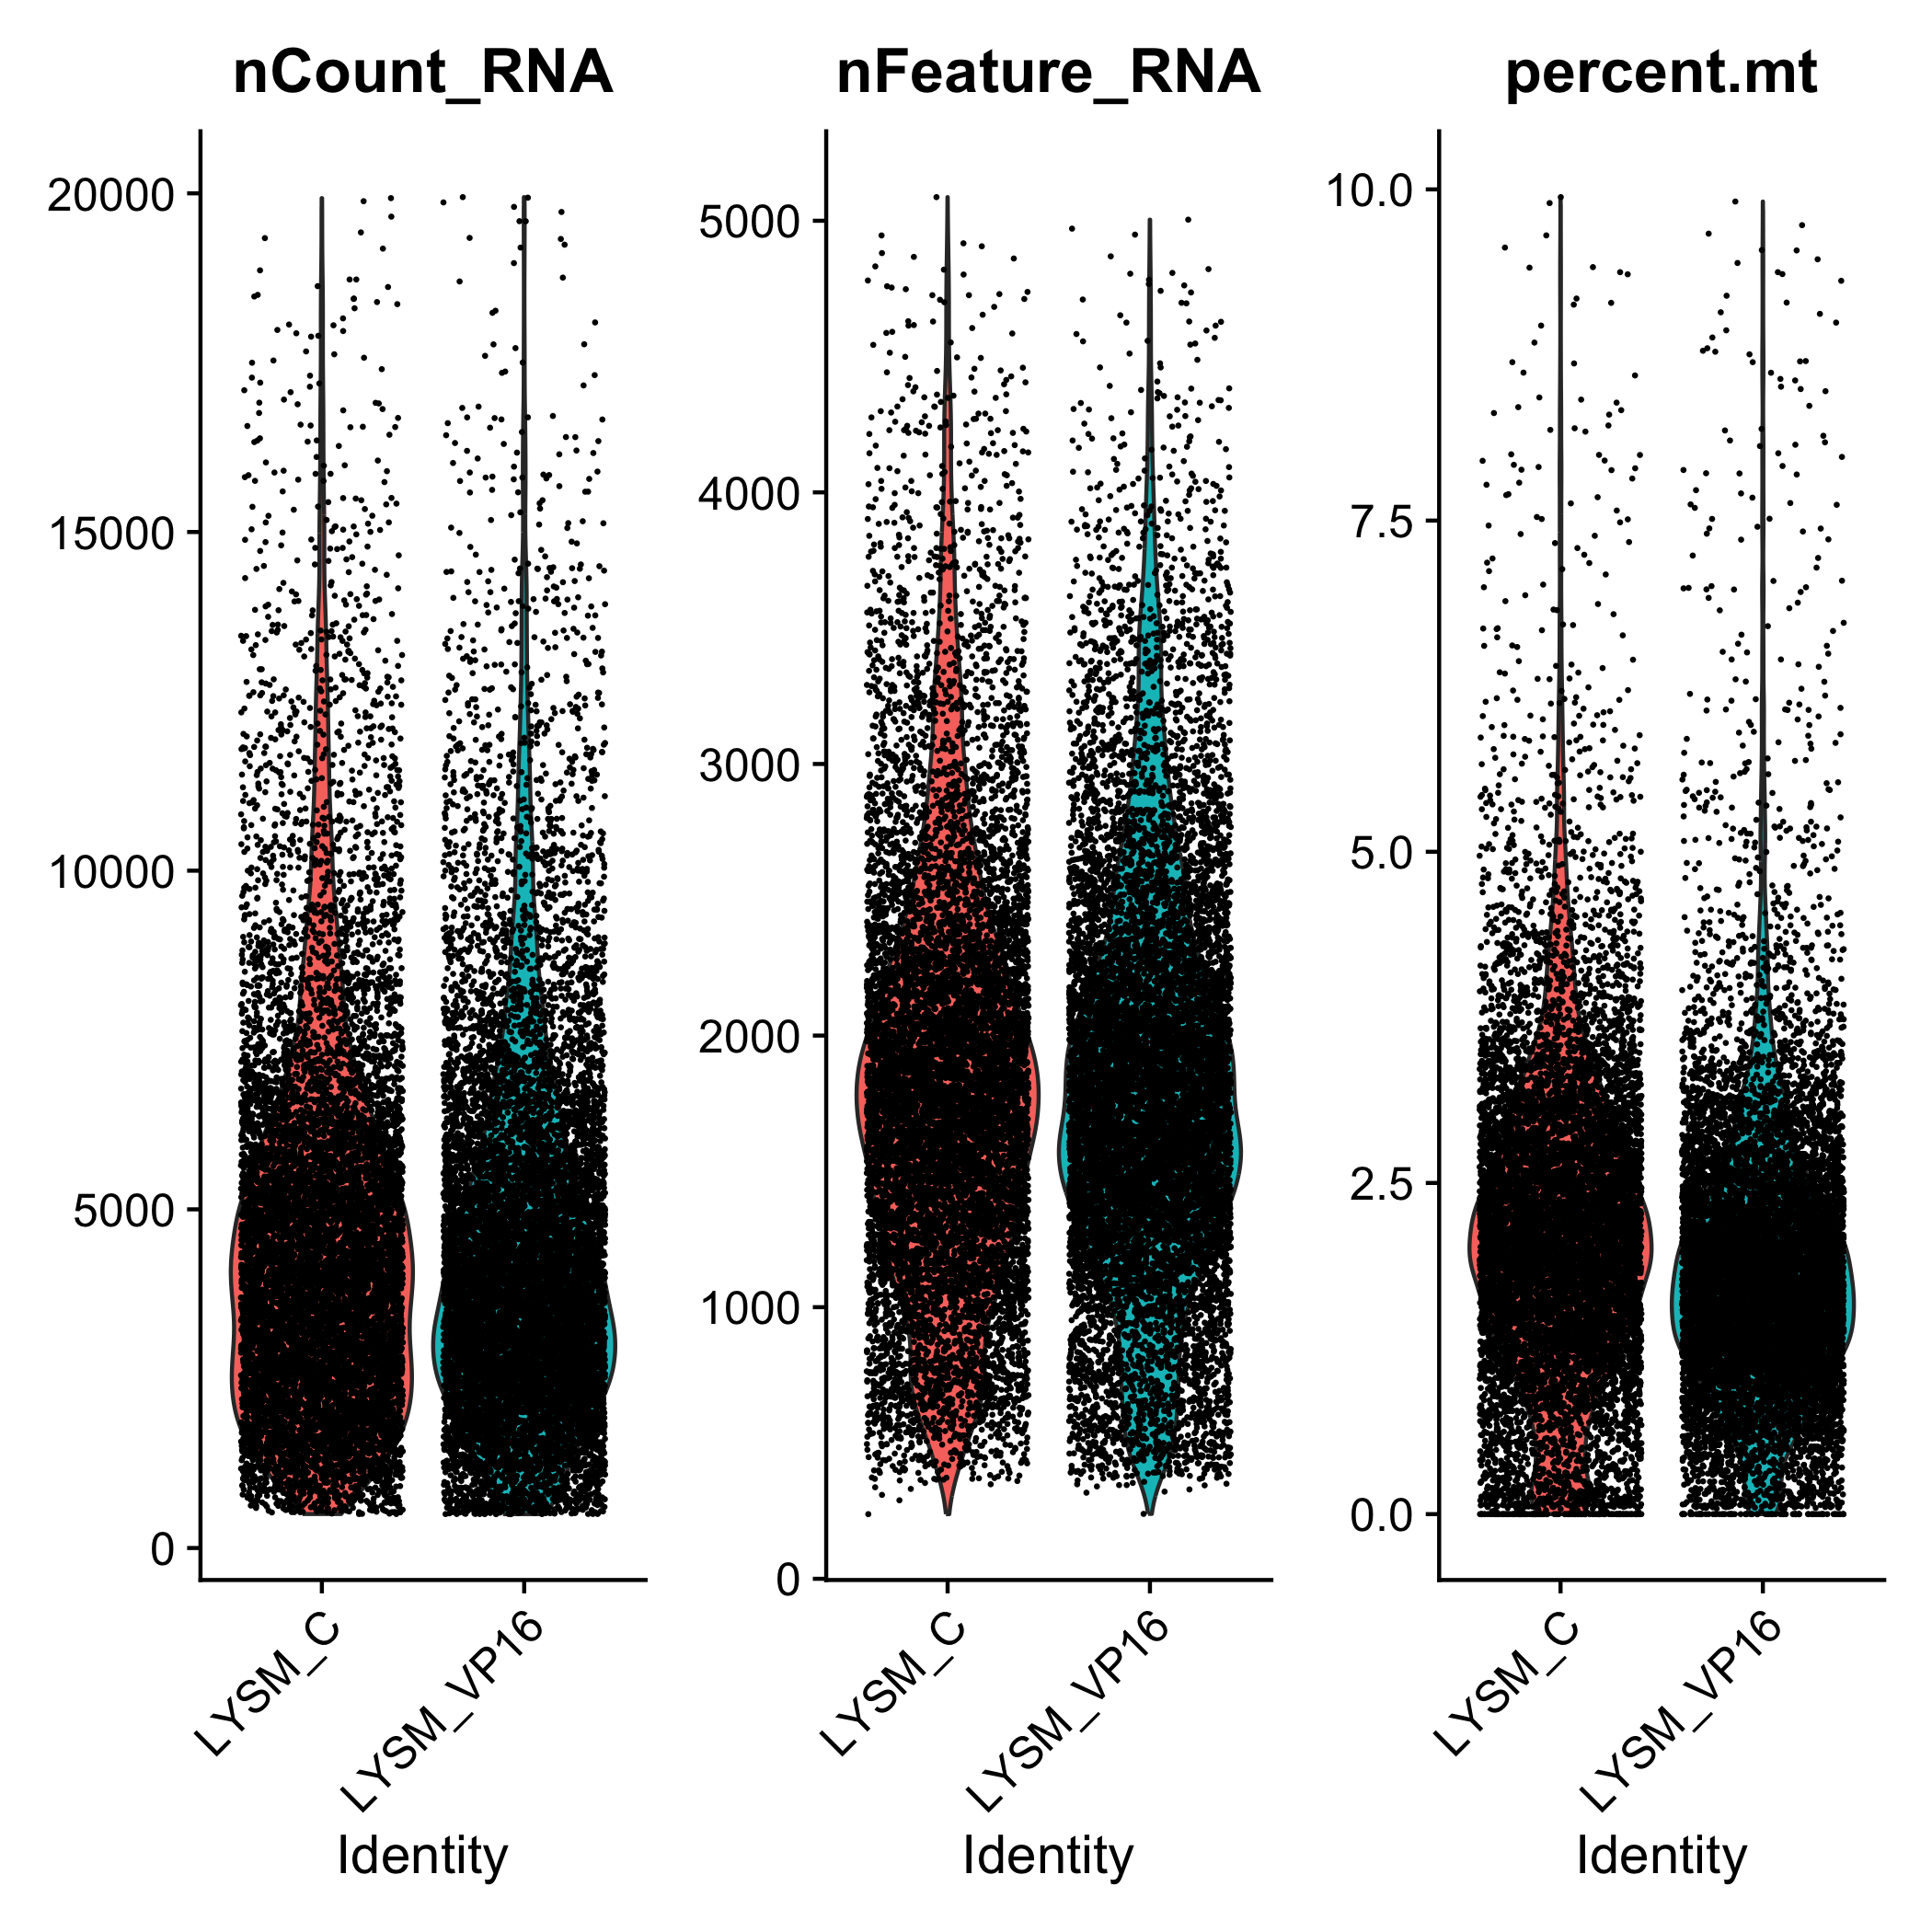 nCount_RNA
20000
15000
10000
5000
0
LYSM_C
LYSM_VP16
Identity
nFeature_RNA
5000
4000
3000
2000
1000
0
LYSM_C
LYSM_VP16
Identity
percent.mt
10.0
7.5
5.0
2.5
0.0
LYSM_C
LYSM_VP16
Identity